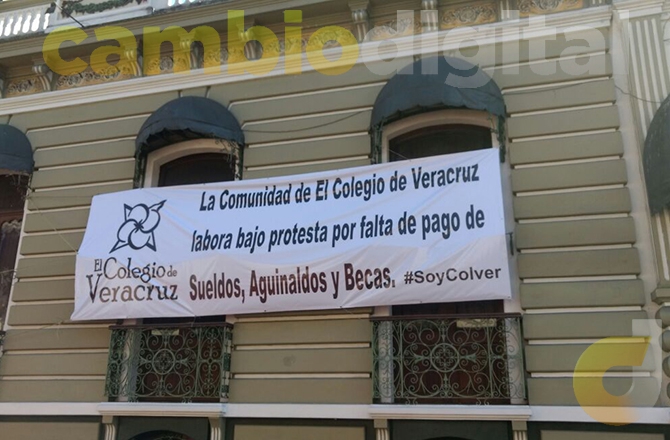 cambiodigital
La Comunidad de El Colegio de Veracruz
labora bajo protesta por falta de pago de
Sueldos, Aguinaldos y Becas. #SoyColver
El Colegio de
Veracruz